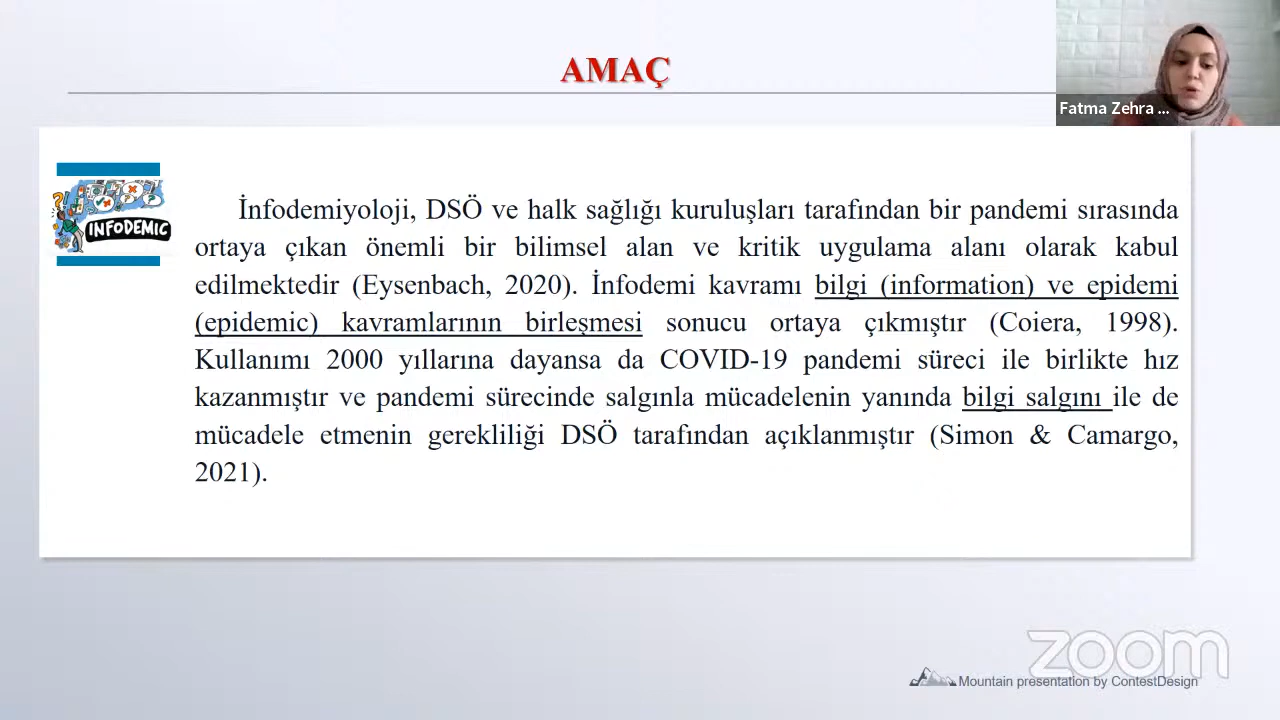 AMAÇ
Fatma Zehra ...
INFODEMIC
İnfodemiyoloji, DSÖ ve halk sağlığı kuruluşları tarafından bir pandemi sırasında
ortaya çıkan önemli bir bilimsel alan ve kritik uygulama alanı olarak kabul
edilmektedir (Eysenbach, 2020). İnfodemi kavramı bilgi (information) ve epidemi
(epidemic) kavramlarının birleşmesi sonucu ortaya çıkmıştır (Coiera, 1998).
Kullanımı 2000 yıllarına dayansa da COVID-19 pandemi süreci ile birlikte hız
kazanmıştır ve pandemi sürecinde salgınla mücadelenin yanında bilgi salgını ile de
mücadele etmenin gerekliliği DSÖ tarafından açıklanmıştır (Simon & Camargo,
2021).
zoom
Mountain presentation by ContestDesign